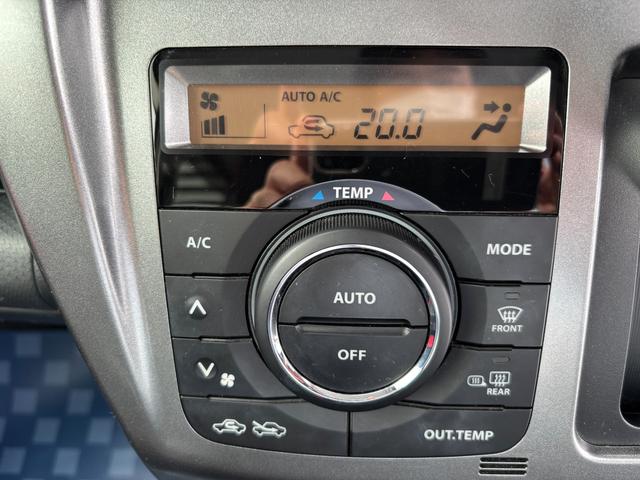 AUTO A/C
20.0
TEMP
A/C
MODE
AUTO
FRONT
OFF
REAR
OUT.TEMP